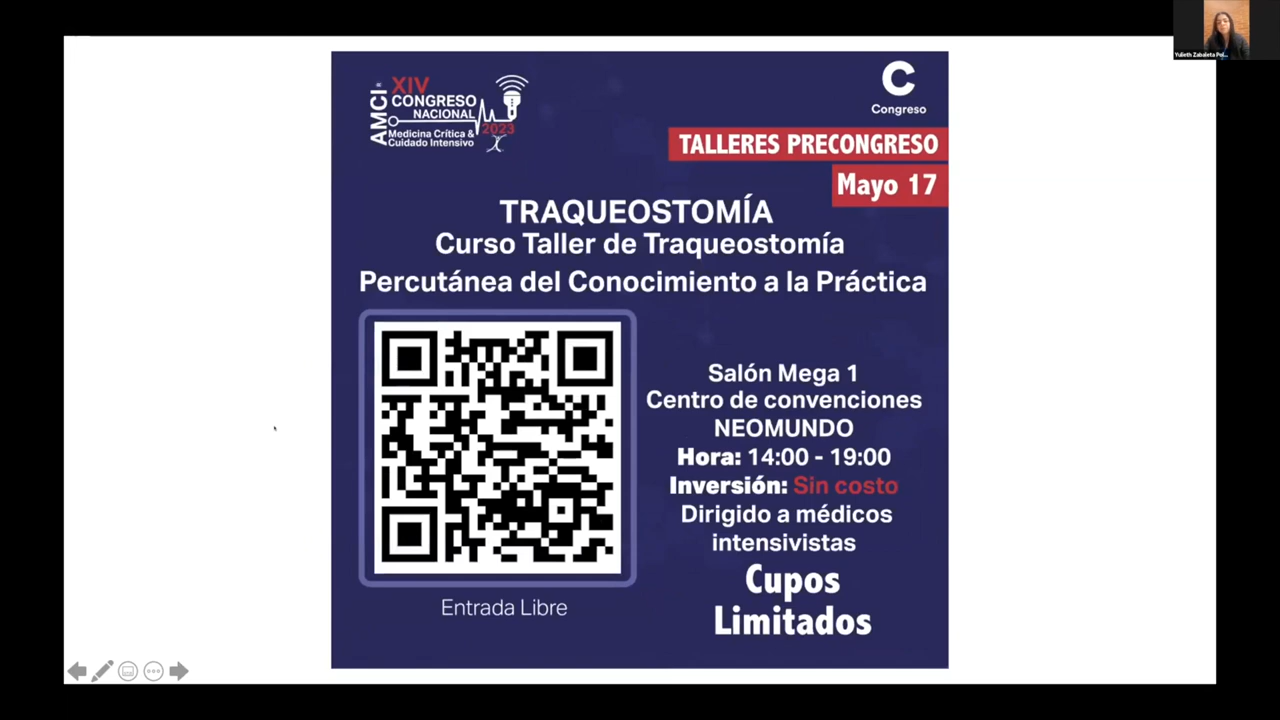 AMCI®
XIV
CONGRESO
NACIONAL
2023
Medicina Crítica &
Cuidado Intensivo
C
Congreso
TALLERES PRECONGRESO
Mayo 17
TRAQUEOSTOMÍA
Curso Taller de Traqueostomía
Percutánea del Conocimiento a la Práctica
Salón Mega 1
Centro de convenciones
NEOMUNDO
Hora: 14:00 - 19:00
Inversión: Sin costo
Dirigido a médicos
intensivistas
Cupos
Limitados
Entrada Libre
Yulieth Zabaleta